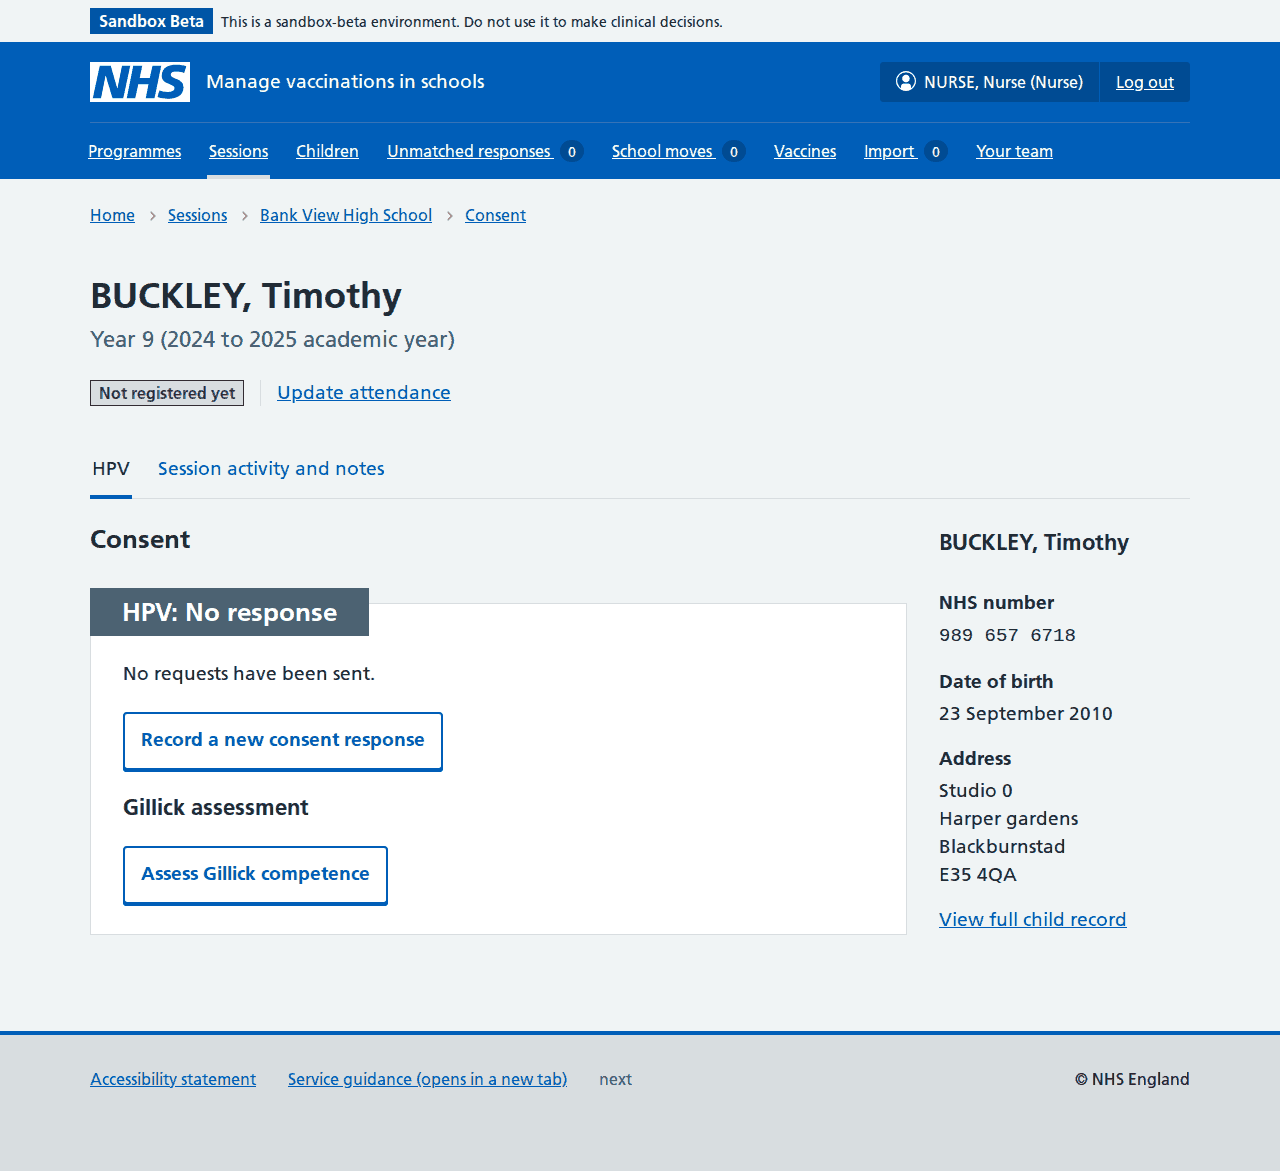 Sandbox Beta This is a sandbox-beta environment. Do not use it to make clinical decisions.
NHS Manage vaccinations in schools NURSE, Nurse (Nurse) Log out
Programmes Sessions Children Unmatched responses 0 School moves 0 Vaccines Import 0 Your team
Home Sessions Bank View High School Consent
BUCKLEY, Timothy
Year 9 (2024 to 2025 academic year)
Not registered yet Update attendance
HPV Session activity and notes
Consent
HPV: No response
No requests have been sent.
Record a new consent response
Gillick assessment
Assess Gillick competence
BUCKLEY, Timothy
NHS number
989 657 6718
Date of birth
23 September 2010
Address
Studio 0
Harper gardens
Blackburnstad
E35 4QA
View full child record
Accessibility statement Service guidance (opens in a new tab) next © NHS England